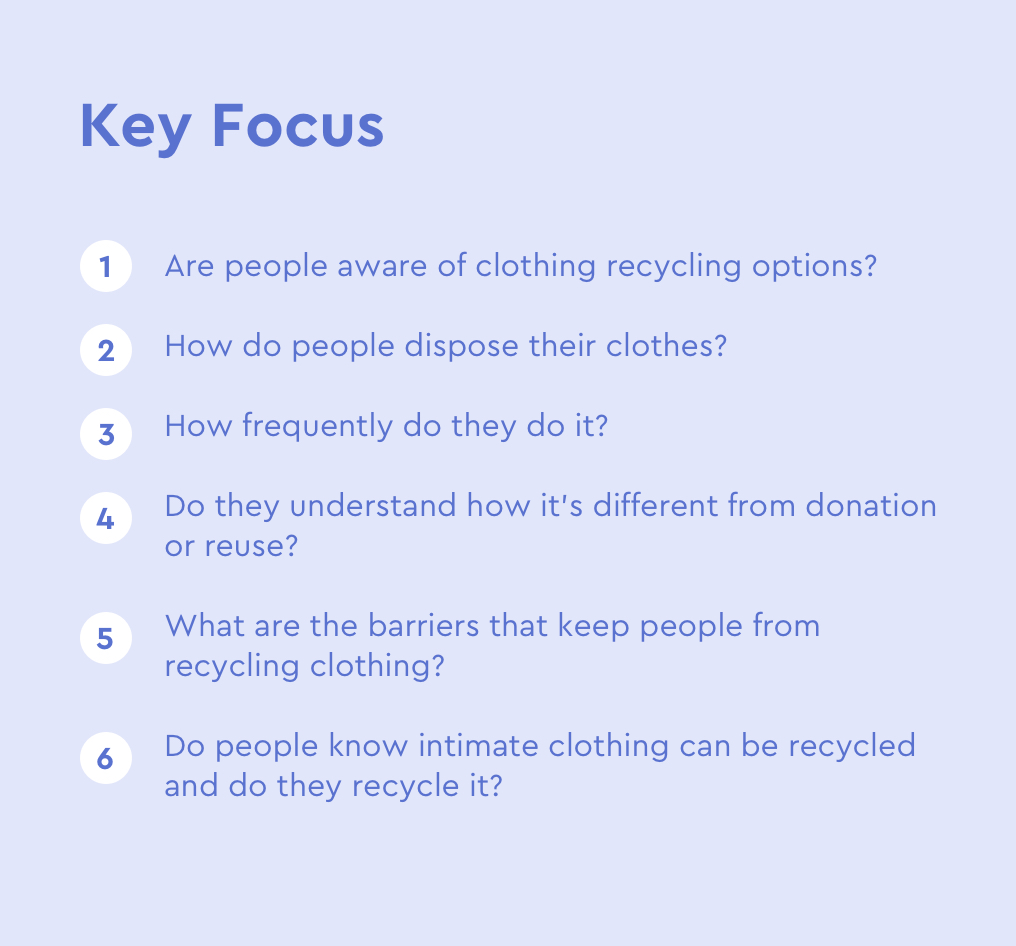 Key Focus
1 Are people aware of clothing recycling options?
2 How do people dispose their clothes?
3 How frequently do they do it?
4 Do they understand how it's different from donation
or reuse?
5 What are the barriers that keep people from
recycling clothing?
6 Do people know intimate clothing can be recycled
and do they recycle it?